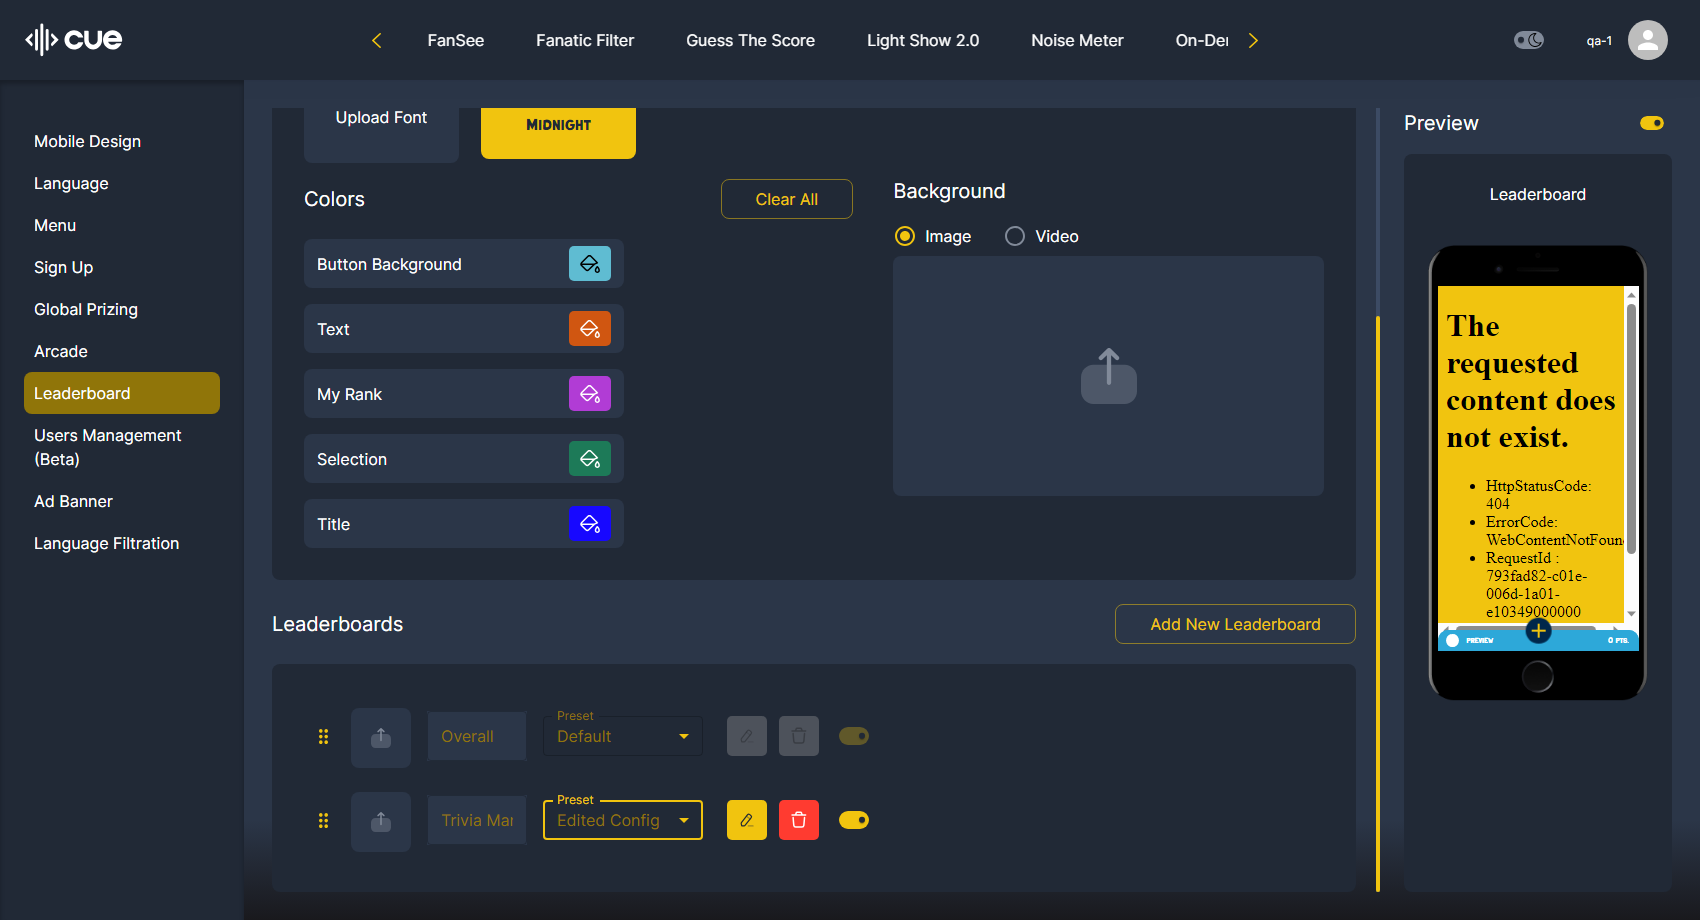 cue
FanSee
Fanatic Filter
Guess The Score
Light Show 2.0
Noise Meter
On-De
qa-1
Mobile Design
Language
Menu
Sign Up
Global Prizing
Arcade
Leaderboard
Users Management
(Beta)
Ad Banner
Language Filtration
Upload Font
MIDNIGHT
Colors
Clear All
Button Background
Text
My Rank
Selection
Title
Background
Image
Video
Leaderboards
Add New Leaderboard
Overall
Preset
Default
Trivia Mar
Preset
Edited Config
Preview
Leaderboard
The
requested
content does
not exist.
HttpStatusCode:
404
ErrorCode:
WebContentNotFoun
RequestId :
793fad82-c01e-
006d-1a01-
e10349000000
PREVIEW
0 PTS.